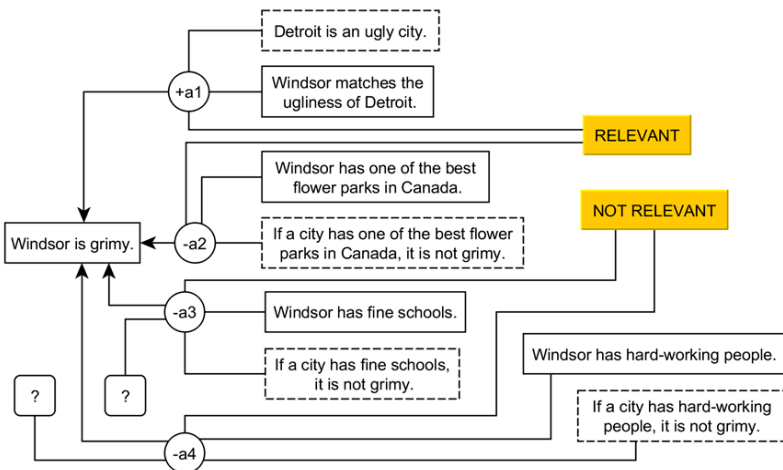 Detroit is an ugly city.
+a1
Windsor matches the
ugliness of Detroit.
RELEVANT
Windsor has one of the best
flower parks in Canada.
NOT RELEVANT
Windsor is grimy.
-a2
If a city has one of the best flower
parks in Canada, it is not grimy.
-a3
Windsor has fine schools.
Windsor has hard-working people.
If a city has fine schools,
it is not grimy.
?
?
If a city has hard-working
people, it is not grimy.
-a4